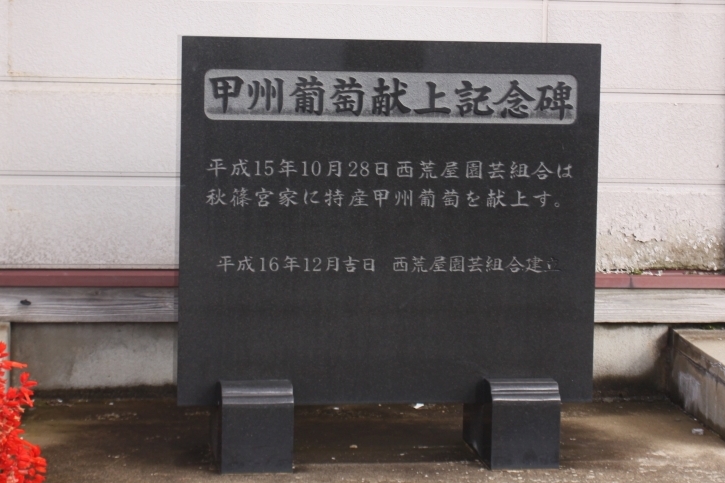 甲州葡萄献上記念碑
平成15年10月28日西荒屋園芸組合は
秋篠宮家に特産甲州葡萄を献上す。
平成16年12月吉日 西荒屋園芸組合建立